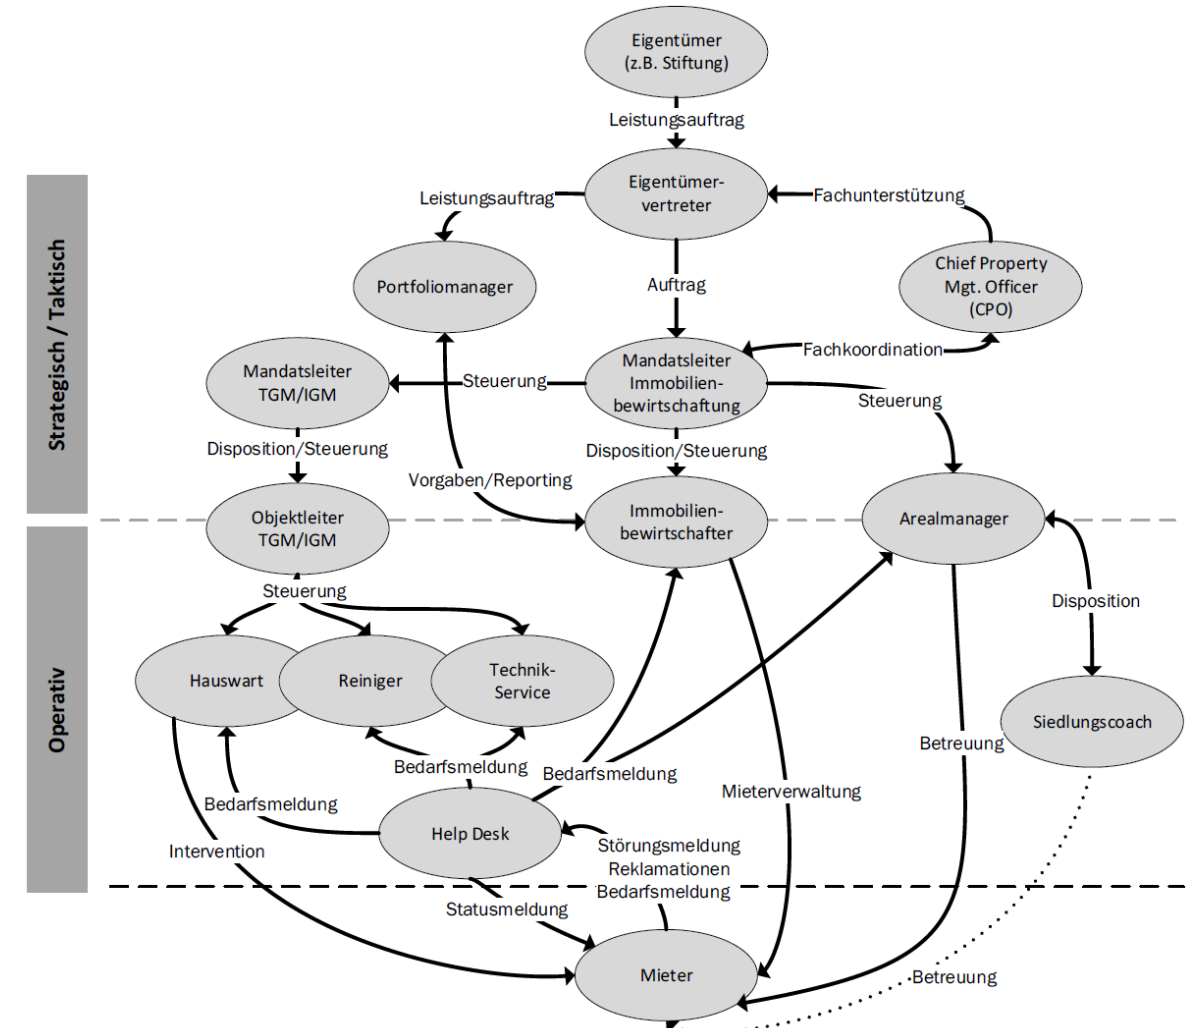 Eigentümer
(z.B. Stiftung)
Leistungsauftrag
Eigentümer-
vertreter
Leistungsauftrag
Fachunterstützung
Portfoliomanager
Auftrag
Chief Property
Mgt. Officer
(CPO)
Strategisch / Taktisch
Fachkoordination
Mandatsleiter
TGM/IGM
Steuerung
Mandatsleiter
Immobilien-
bewirtschaftung
Steuerung
Disposition/Steuerung
Disposition/Steuerung
Vorgaben/Reporting
Objektleiter
TGM/IGM
Immobilien-
bewirtschafter
Arealmanager
Operativ
Steuerung
Disposition
Hauswart
Reiniger
Technik-
Service
Siedlungscoach
Betreuung
Bedarfsmeldung
Bedarfsmeldung
Mieterverwaltung
Bedarfsmeldung
Help Desk
Intervention
Störungsmeldung
Reklamationen
Bedarfsmeldung
Statusmeldung
Mieter
Betreuung